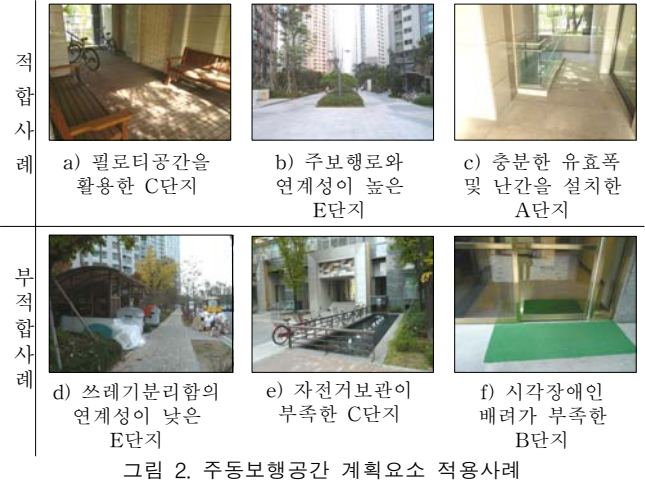 적
합
사
례
a) 필로티공간을
활용한 C단지
b) 주보행로와
연계성이 높은
E단지
c) 충분한 유효폭
및 난간을 설치한
A단지
부
적
합
사
례
d) 쓰레기분리함의
연계성이 낮은
E단지
e) 자전거보관이
부족한 C단지
f) 시각장애인
배려가 부족한
B단지
그림 2. 주동보행공간 계획요소 적용사례